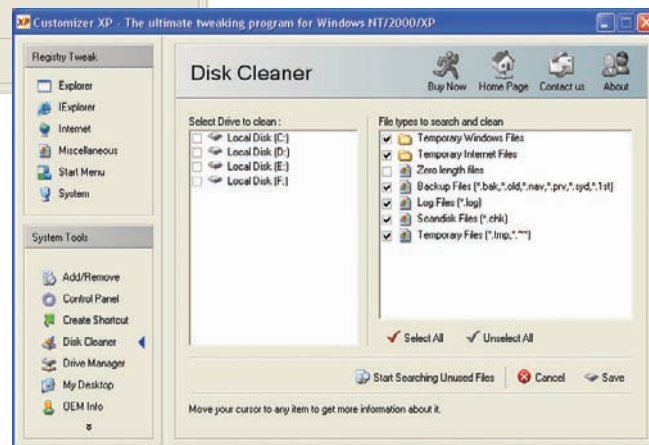 Customizer XP - The ultimate tweaking program for Windows NT/2000/XP
Registry Tweak
Explorer
IExplorer
Internet
Miscellaneous
Start Menu
System
System Tools
Add/Remove
Control Panel
Create Shortcut
Disk Cleaner
Drive Manager
My Desktop
OEM Info
Disk Cleaner
Buy Now
Home Page
Contact us
About
Select Drive to clean :
Local Disk (C:)
Local Disk (D:)
Local Disk (E:)
Local Disk (F:)
File types to search and clean
Temporary Windows Files
Temporary Internet Files
Zero length files
Backup Files (*.bak,*.old,*.nav,*.prv,*.syd,*.1st)
Log Files (*.log)
Scandisk Files (*.chk)
Select All
Unselect All
Start Searching Unused Files
Cancel
Save
Move your cursor to any item to get more information about it.